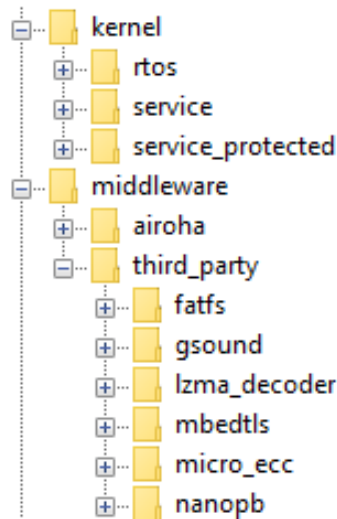 kernel
rtos
service
service_protected
middleware
airoha
third_party
fatfs
gsound
lzma_decoder
mbedtls
micro_ecc
nanopb